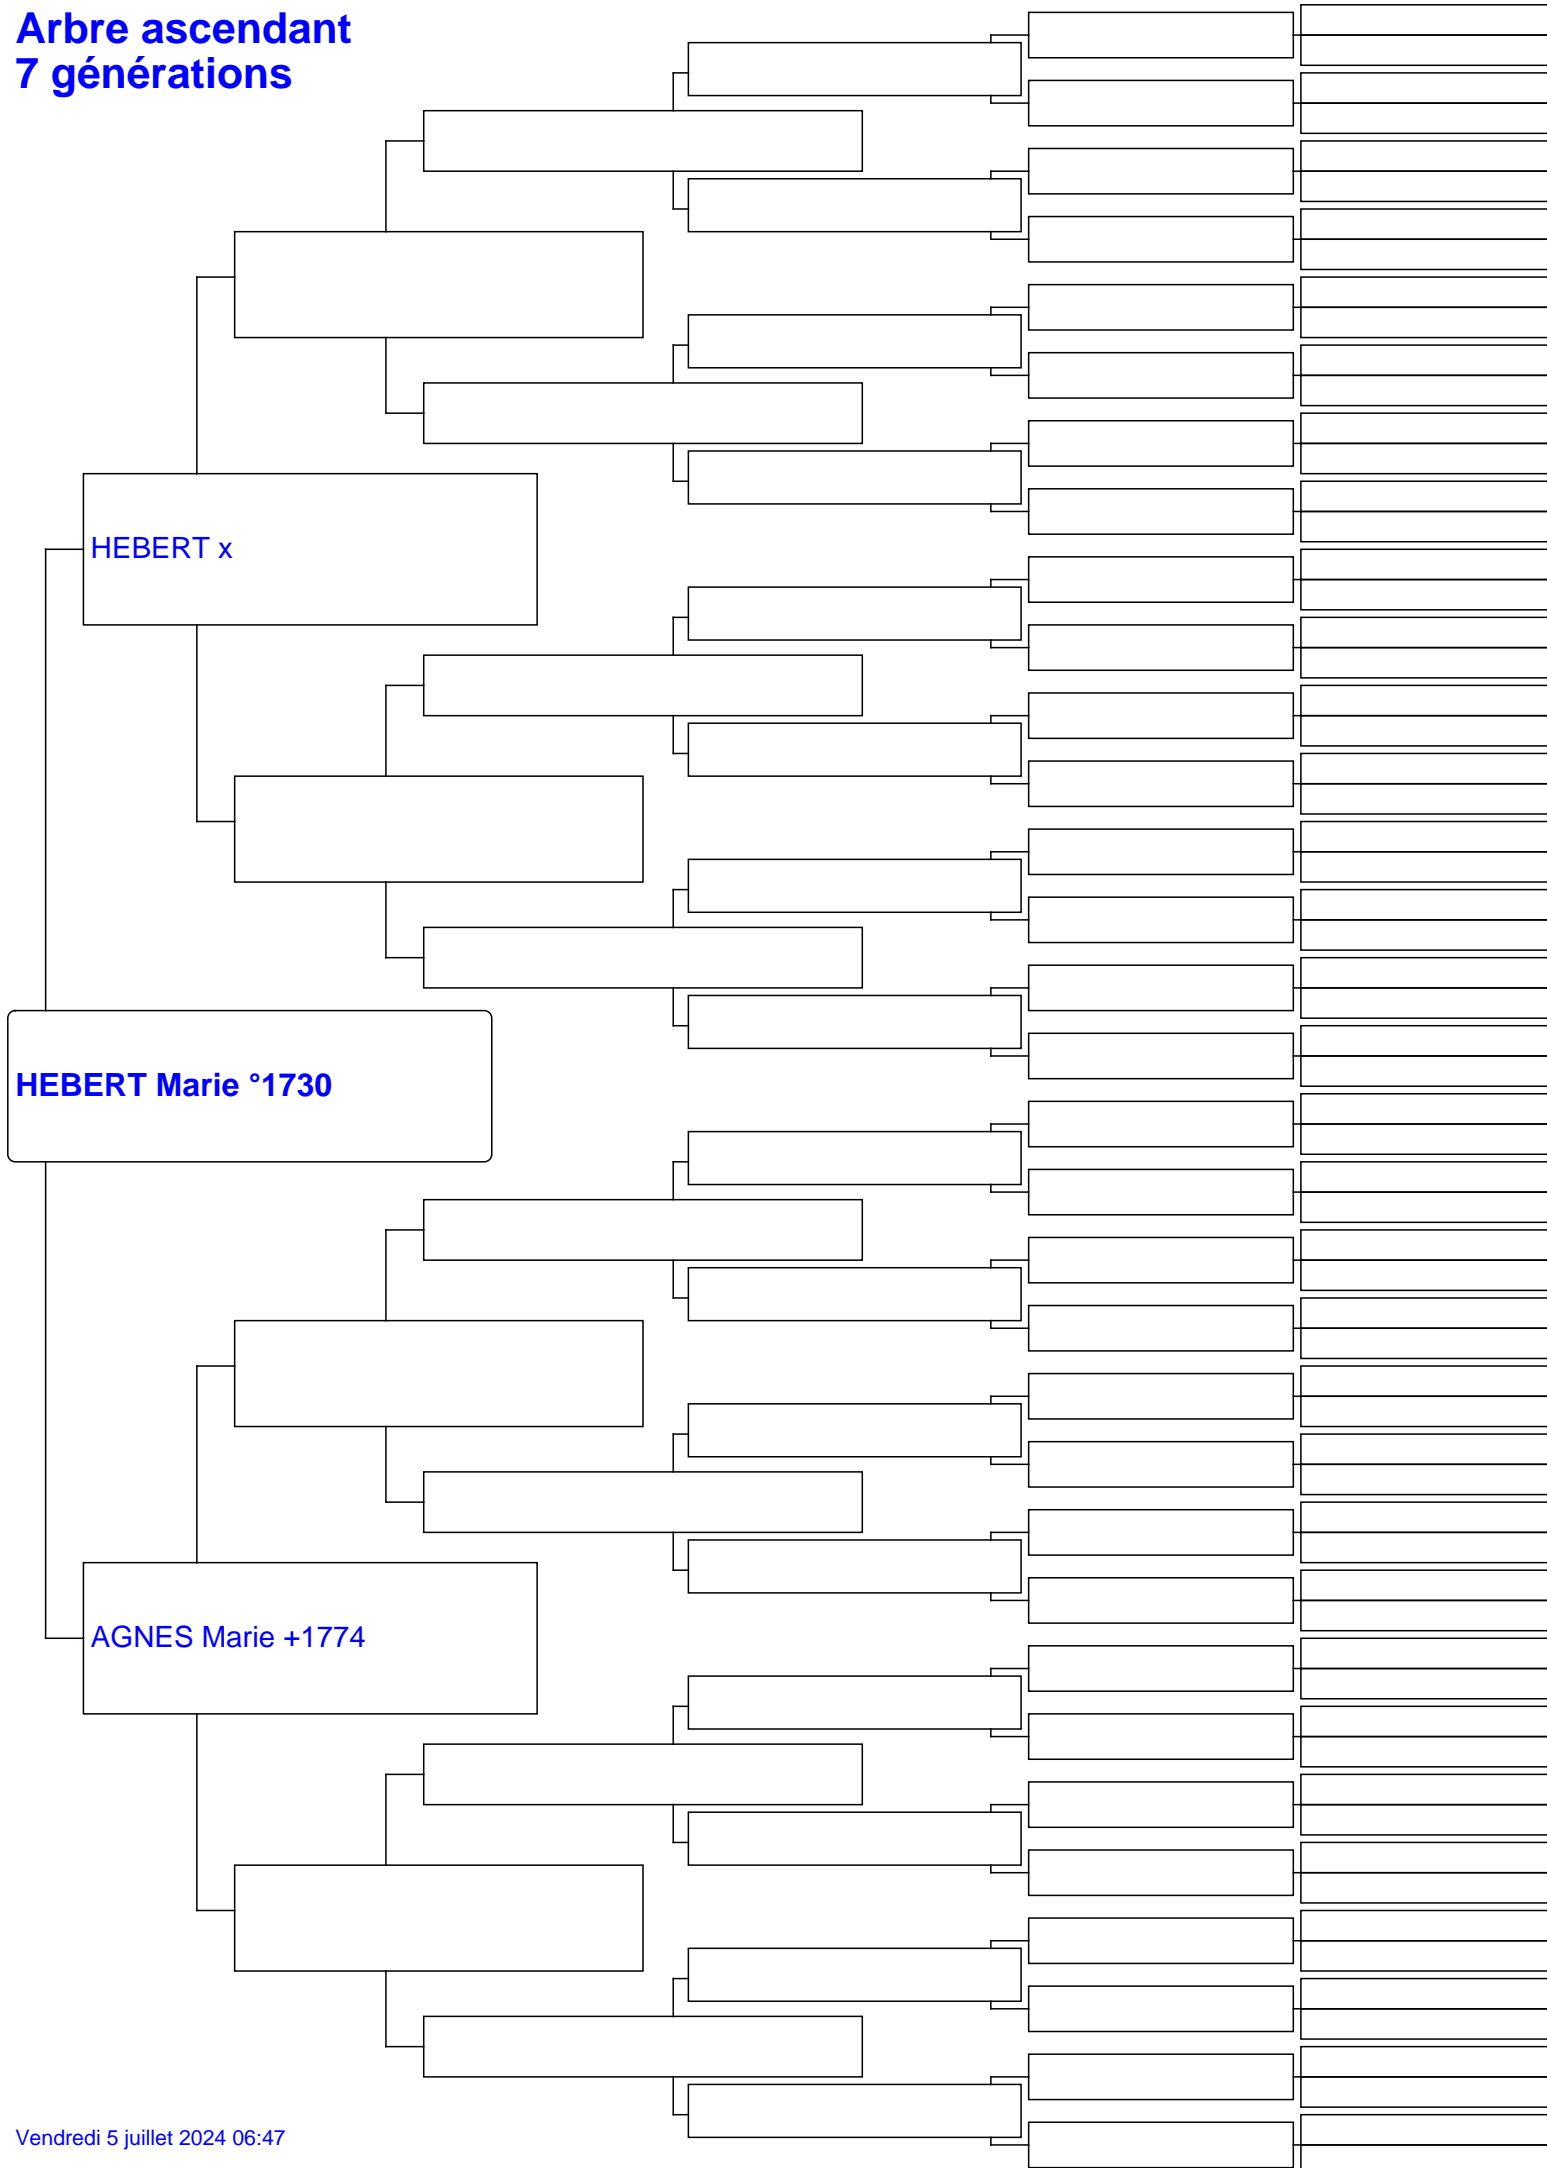 Arbre ascendant
7 générations
HEBERT x
HEBERT Marie °1730
AGNES Marie +1774
Vendredi 5 juillet 2024 06:47